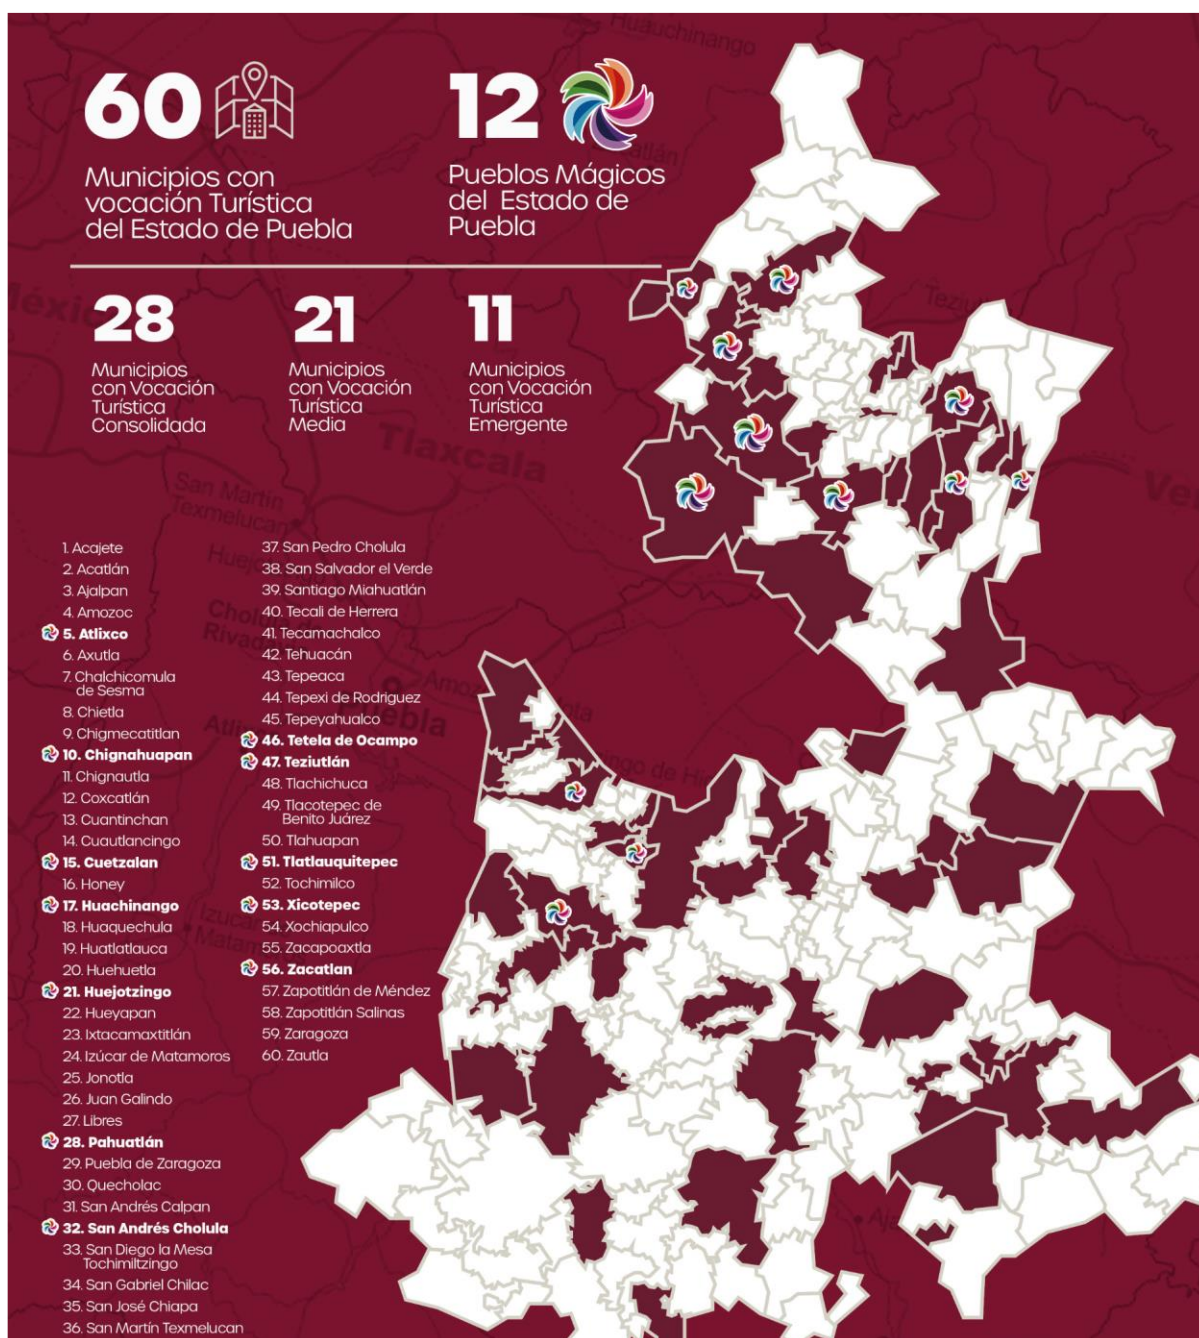 60
Municipios con
vocación Turística
del Estado de Puebla
12
Pueblos Mágicos
del Estado de
Puebla
28
Municipios
con Vocación
Turística
Consolidada
21
Municipios
con Vocación
Turística
Media
11
Municipios
con Vocación
Turística
Emergente
1. Acajete
2. Acatlán
3. Ajalpan
4. Amozoc
5. Atlixco
6. Axutla
7. Chalchicomula
de Sesma
8. Chietla
9. Chigmecatitlan
10. Chignahuapan
11. Chignautla
12. Coxcatlán
13. Cuantinchan
14. Cuautlancingo
15. Cuetzalan
16. Honey
17. Huachinango
18. Huaquechula
19. Huatlatlauca
20. Huehuetla
21. Huejotzingo
22. Hueyapan
23. Ixtacamaxtitlán
24. Izúcar de Matamoros
25. Jonotla
26. Juan Galindo
27. Libres
28. Pahuatlán
29. Puebla de Zaragoza
30. Quecholac
31. San Andrés Calpan
32. San Andrés Cholula
33. San Diego la Mesa
Tochimiltzingo
34. San Gabriel Chilac
35. San José Chiapa
36. San Martín Texmelucan
37. San Pedro Cholula
38. San Salvador el Verde
39. Santiago Miahuatlán
40. Tecali de Herrera
41. Tecamachalco
42. Tehuacán
43. Tepeaca
44. Tepexi de Rodriguez
45. Tepeyahualco
46. Tetela de Ocampo
47. Teziutlán
48. Tlachichuca
49. Tlacotepec de
Benito Juárez
50. Tlahuapan
51. Tlatlauquitepec
52. Tochimilco
53. Xicotepec
54. Xochiapulco
55. Zacapoaxtla
56. Zacatlan
57. Zapotitlán de Méndez
58. Zapotitlán Salinas
59. Zaragoza
60. Zautla
Huauchinango
Tlaxcala
San Martín
Texmelucan
Puebla